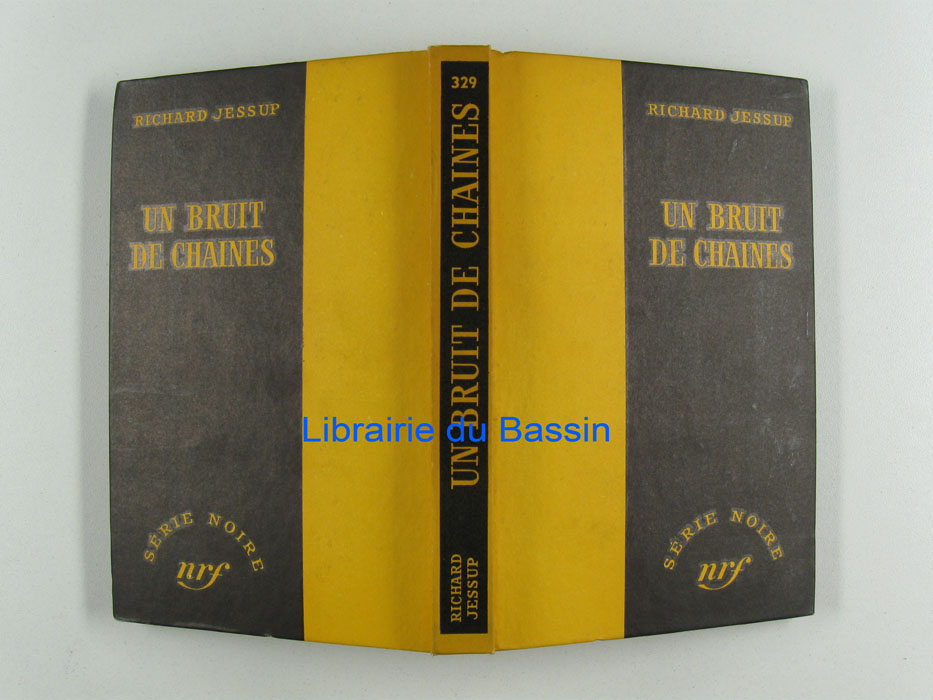 RICHARD JESSUP
UN BRUIT
DE CHAINES
SÉRIE NOIRE
nrf
329
UN BRUIT DE CHAINES
RICHARD
JESSUP
RICHARD JESSUP
UN BRUIT
DE CHAINES
SÉRIE NOIRE
nrf
Librairie du Bassin